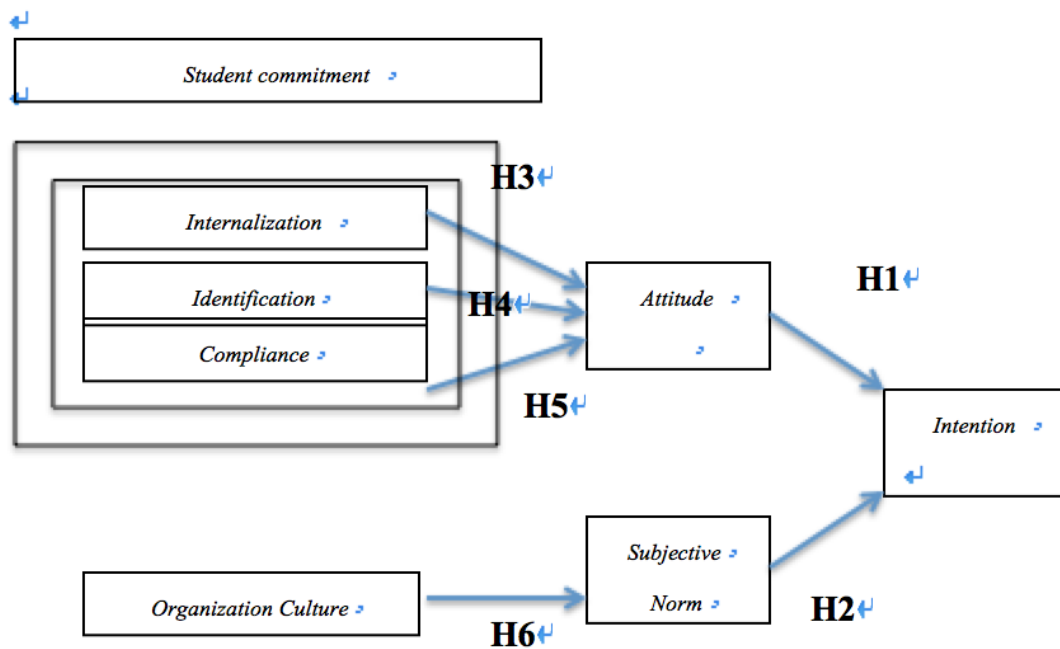 Student commitment
H3
Internalization
Identification
H4
Attitude
H1
Compliance
H5
Intention
Subjective
Norm
Organization Culture
H6
H2